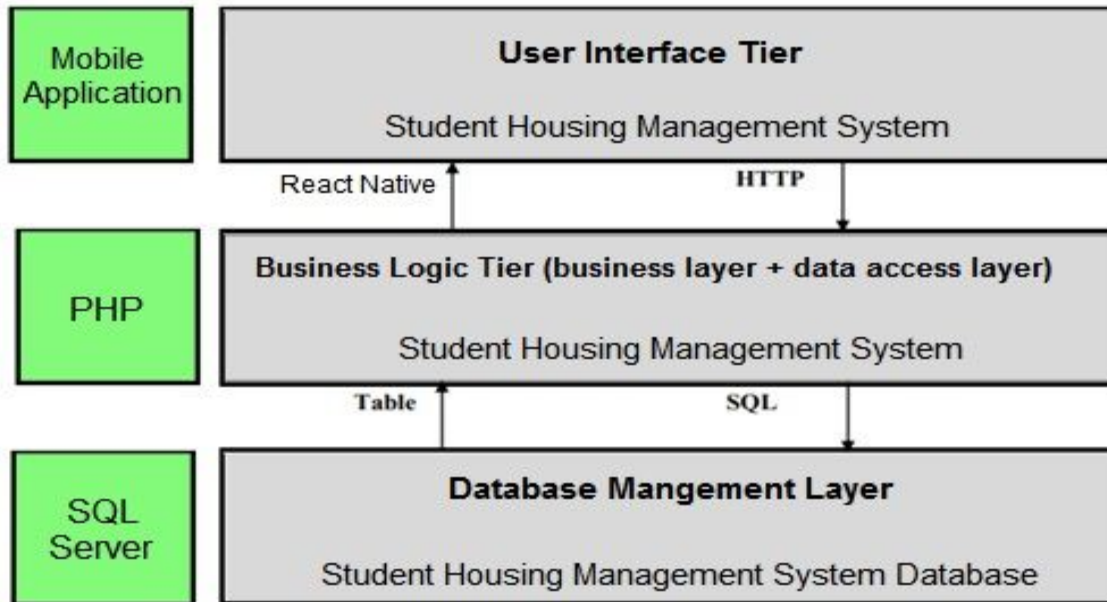 Mobile
Application
User Interface Tier
Student Housing Management System
React Native
HTTP
PHP
Business Logic Tier (business layer + data access layer)
Student Housing Management System
Table
SQL
SQL
Server
Database Mangement Layer
Student Housing Management System Database